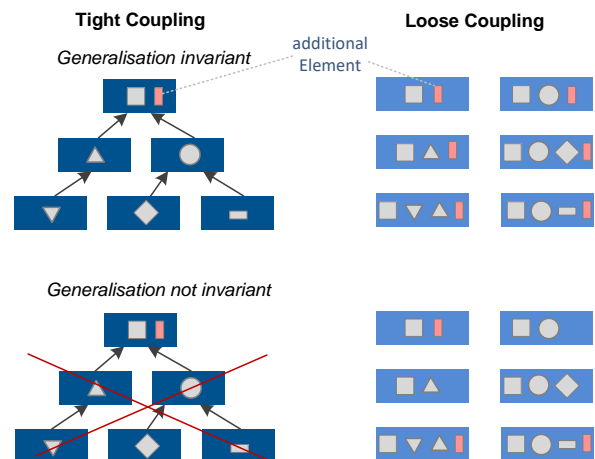 Tight Coupling
Loose Coupling
Generalisation invariant
additional
Element
Generalisation not invariant